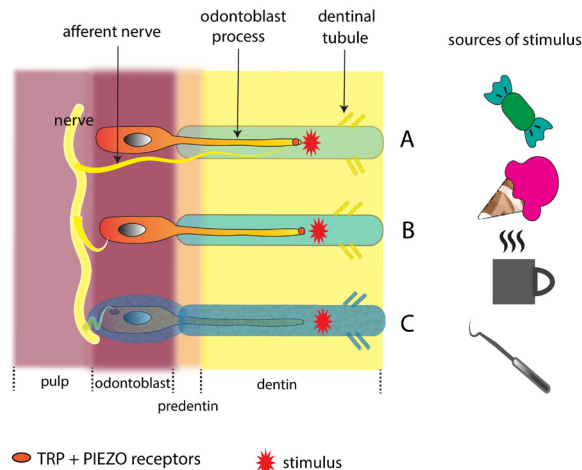 afferent nerve
odontoblast
process
dentinal
tubule
sources of stimulus
nerve
A
B
C
pulp
odontoblast
predentin
dentin
TRP + PIEZO receptors
stimulus